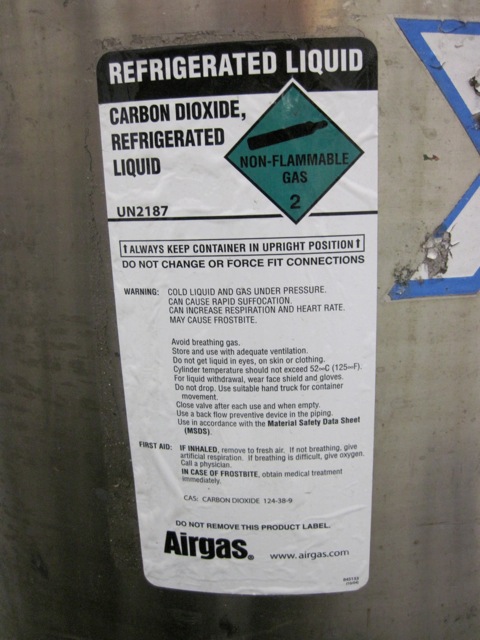 REFRIGERATED LIQUID
CARBON DIOXIDE,
REFRIGERATED
LIQUID
NON-FLAMMABLE
GAS
2
UN2187
↑ALWAYS KEEP CONTAINER IN UPRIGHT POSITION↑
DO NOT CHANGE OR FORCE FIT CONNECTIONS
WARNING: COLD LIQUID AND GAS UNDER PRESSURE.
CAN CAUSE RAPID SUFFOCATION.
CAN INCREASE RESPIRATION AND HEART RATE.
MAY CAUSE FROSTBITE.
Avoid breathing gas.
Store and use with adequate ventilation.
Do not get liquid in eyes, on skin or clothing.
Cylinder temperature should not exceed 52∞C (125∞F).
For liquid withdrawal, wear face shield and gloves.
Do not drop. Use suitable hand truck for container
movement.
Close valve after each use and when empty.
Use a back flow preventive device in the piping.
Use in accordance with the Material Safety Data Sheet
(MSDS).
FIRST AID: IF INHALED, remove to fresh air. If not breathing, give
artificial respiration. If breathing is difficult, give oxygen.
Call a physician.
IN CASE OF FROSTBITE, obtain medical treatment
immediately.
CAS: CARBON DIOXIDE 124-38-9
DO NOT REMOVE THIS PRODUCT LABEL.
Airgas® www.airgas.com